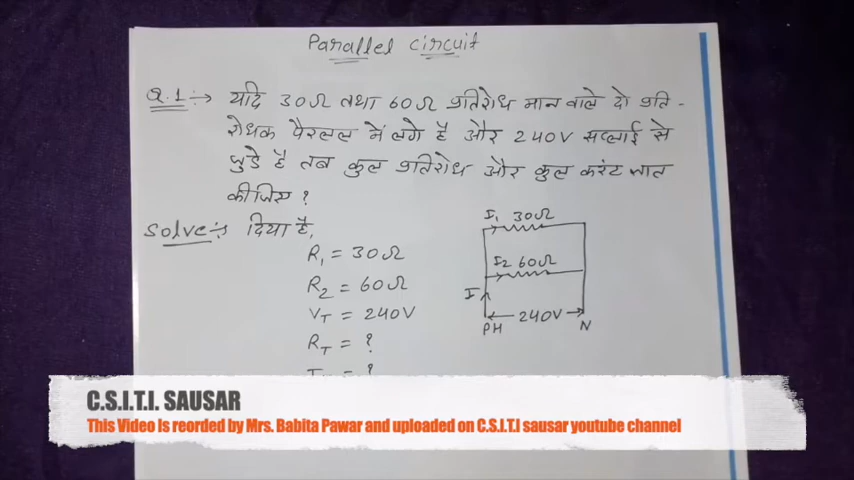 Parallel circuit
Q.1:→ यदि 30Ω तथा 60Ω प्रतिरोध मान वाले दो प्रति-
रोधक पैरलल में लगे है और 240V सप्लाई से
जुडे है तब कुल प्रतिरोध और कुल करंट ज्ञात
कीजिए ?
Solve:→ दिया है,
I₁ 30Ω
R₁ = 30Ω
I₂ 60Ω
R₂ = 60Ω
I
V_T = 240V
240V
PH N
R_T = ?
= ?
C.S.I.T.I. SAUSAR
This Video is reorded by Mrs. Babita Pawar and uploaded on C.S.I.T.I sausar youtube channel